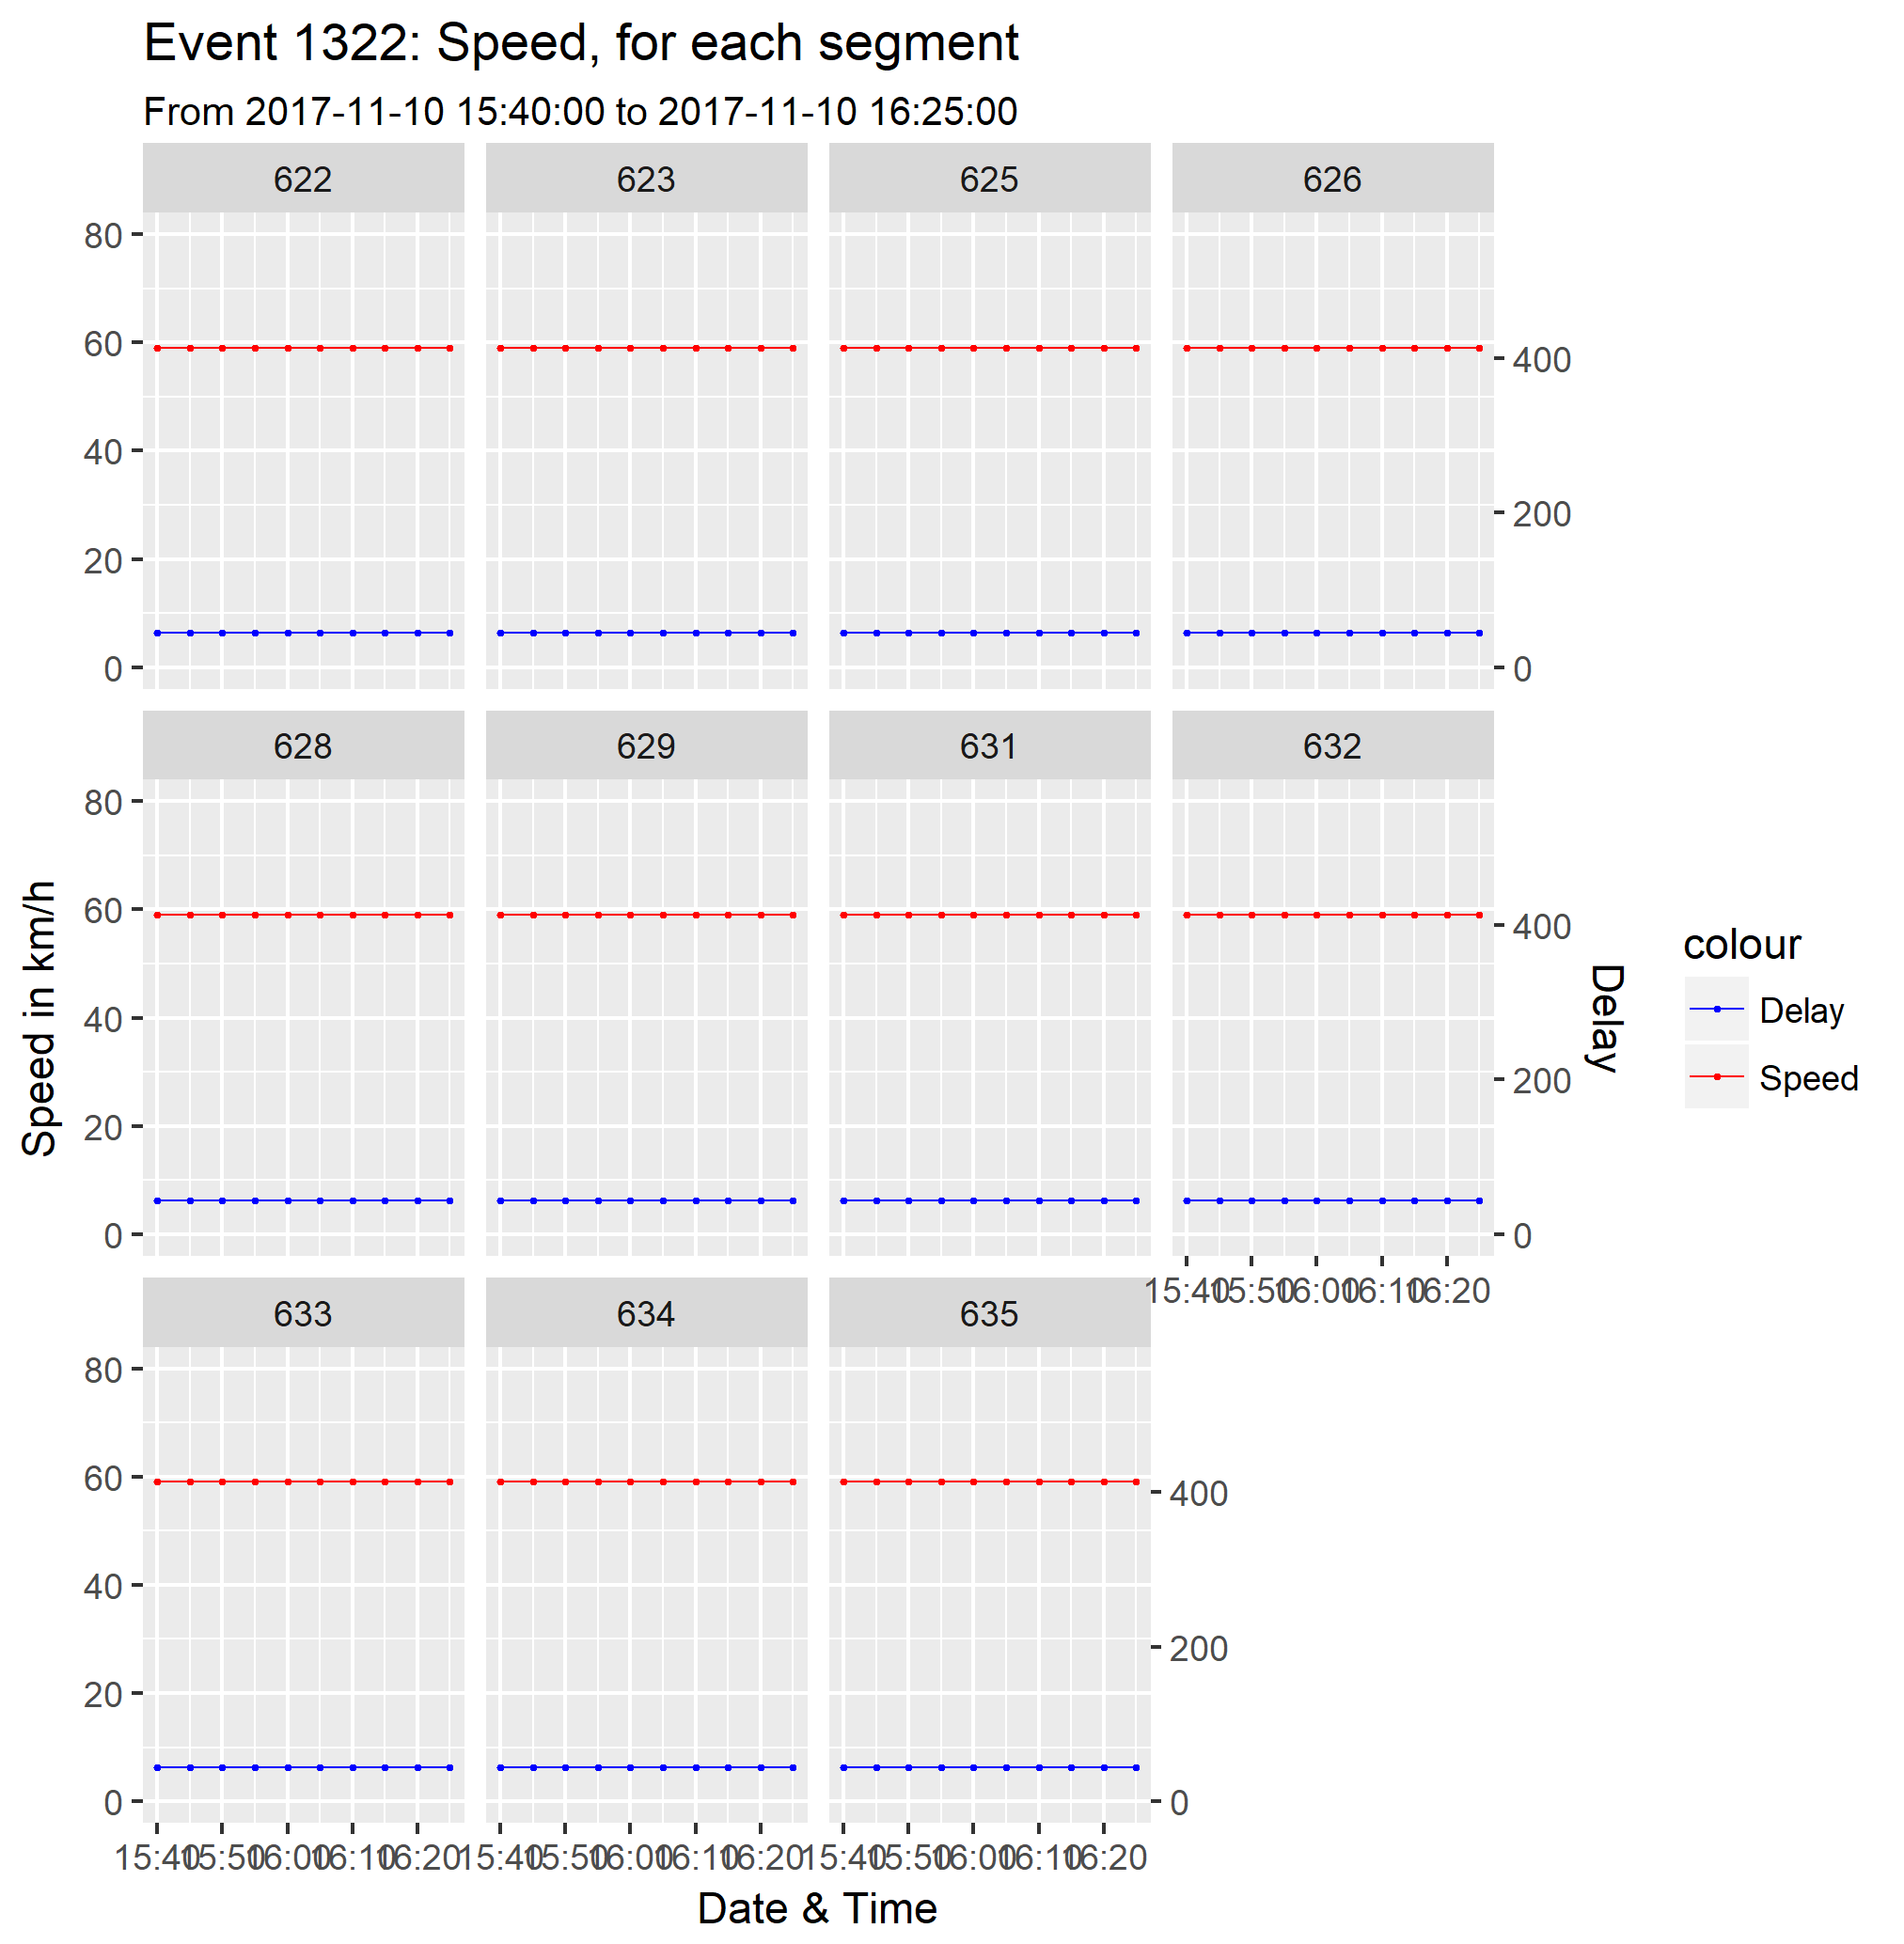 Event 1322: Speed, for each segment
From 2017-11-10 15:40:00 to 2017-11-10 16:25:00
622 623 625 626
80
60
40
20
0
400
200
0
628 629 631 632
80
60
40
20
0
400
200
0
15:40 15:50 16:00 16:10 16:20
633 634 635
80
60
40
20
0
400
200
0
15:40 15:50 16:00 16:10 16:20 15:40 15:50 16:00 16:10 16:20 15:40 15:50 16:00 16:10 16:20
Date & Time
Speed in km/h
Delay
colour
Delay
Speed